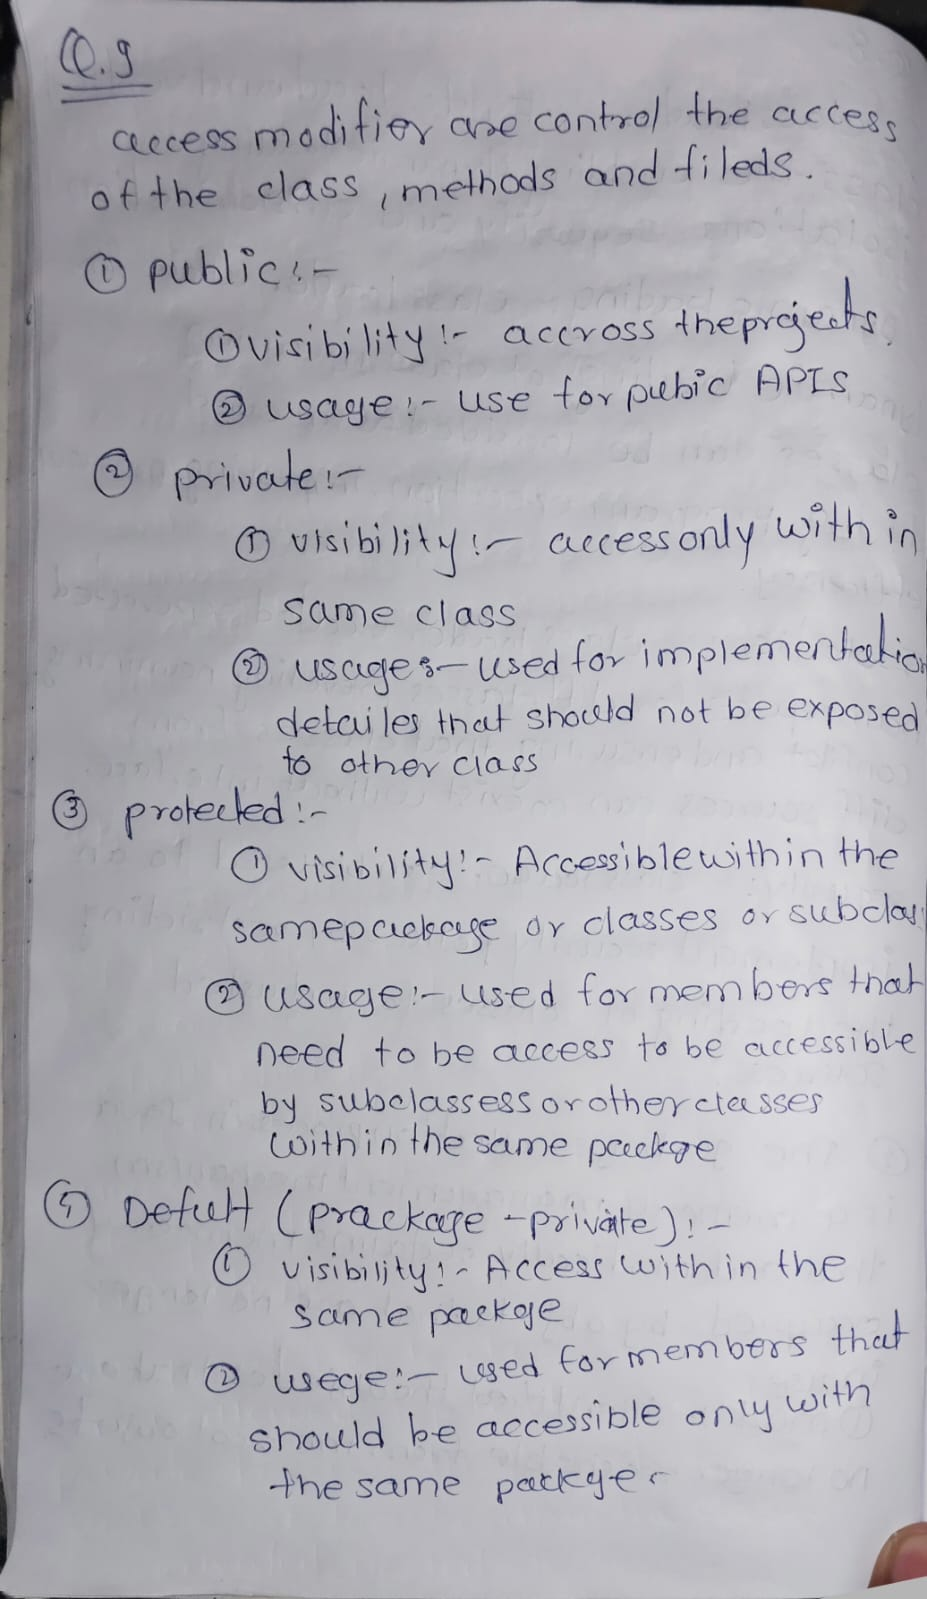 Q.9
access modifier are control the access
of the class, methods and fileds.
① public:-
① visibility :- accross the projects.
② usage :- use for pubic APIS
② private :-
① visibility :- access only with in
same class
② usage :- used for implementation
detailes that should not be exposed
to other class
③ protected :-
① visibility :- Accessible within the
same package or classes or subclas
② usage :- used for members that
need to be access to be accessible
by subclassess or other classes
within the same packge
Defult (prackage -private) :-
① visibility :- Access with in the
same packge
② usege :- used for members that
should be accessible only with
the same packge